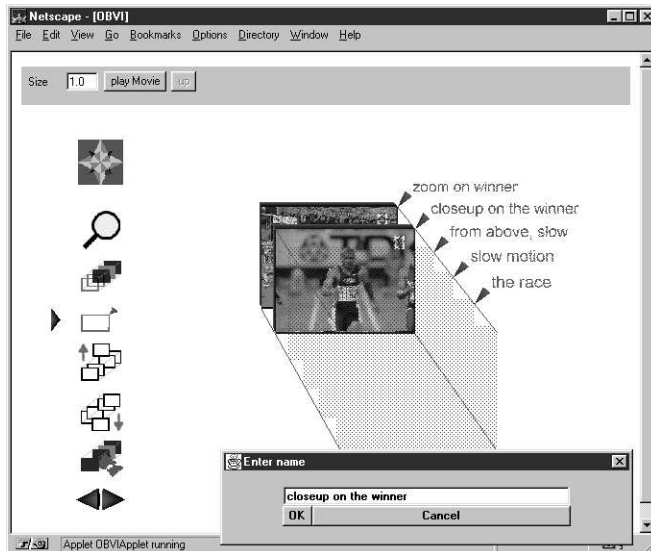 Netscape - [OBVI]
File Edit View Go Bookmarks Options Directory Window Help
Size 1.0 play Movie up
zoom on winner
closeup on the winner
from above, slow
slow motion
the race
Enter name
closeup on the winner
OK Cancel
Applet OBVIApplet running